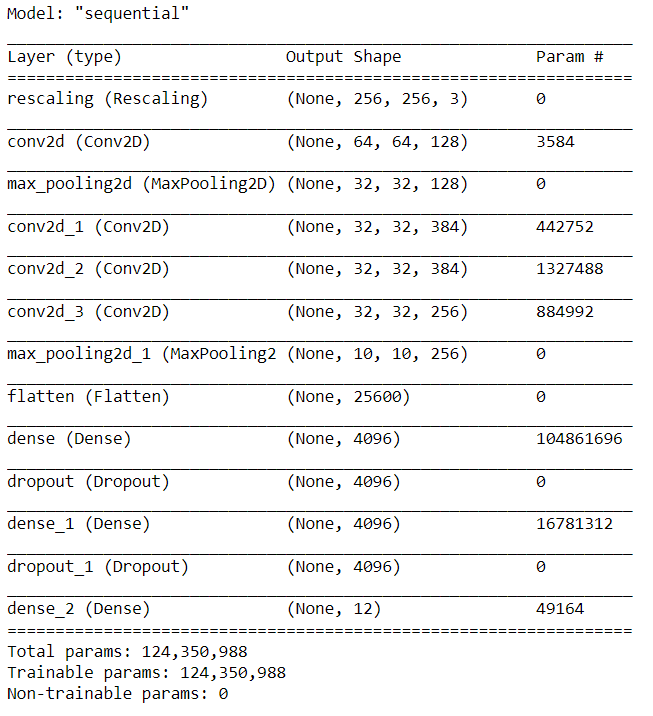 Model: "sequential"
Layer (type) Output Shape Param #
rescaling (Rescaling) (None, 256, 256, 3) 0
conv2d (Conv2D) (None, 64, 64, 128) 3584
max_pooling2d (MaxPooling2D) (None, 32, 32, 128) 0
conv2d_1 (Conv2D) (None, 32, 32, 384) 442752
conv2d_2 (Conv2D) (None, 32, 32, 384) 1327488
conv2d_3 (Conv2D) (None, 32, 32, 256) 884992
max_pooling2d_1 (MaxPooling2 (None, 10, 10, 256) 0
flatten (Flatten) (None, 25600) 0
dense (Dense) (None, 4096) 104861696
dropout (Dropout) (None, 4096) 0
dense_1 (Dense) (None, 4096) 16781312
dropout_1 (Dropout) (None, 4096) 0
dense_2 (Dense) (None, 12) 49164
Total params: 124,350,988
Trainable params: 124,350,988
Non-trainable params: 0